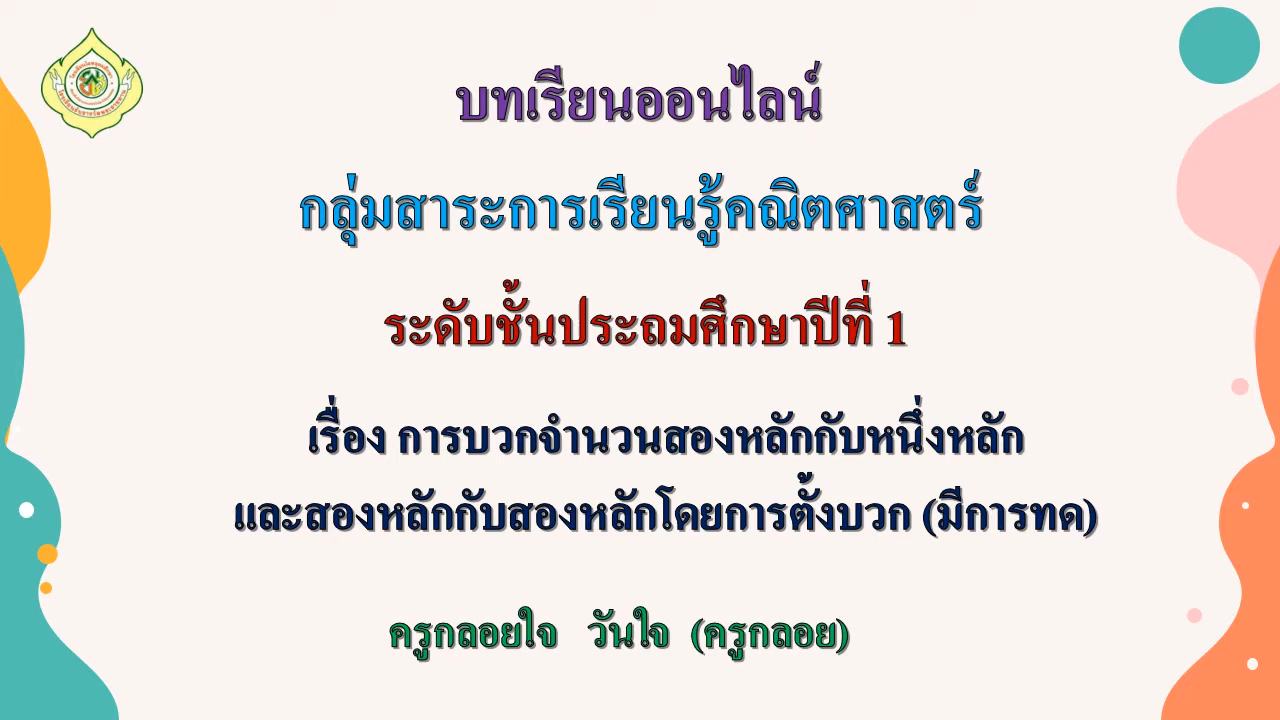 บทเรียนออนไลน์
กลุ่มสาระการเรียนรู้คณิตศาสตร์
ระดับชั้นประถมศึกษาปีที่ 1
เรื่อง การบวกจำนวนสองหลักกับหนึ่งหลัก
และสองหลักกับสองหลักโดยการตั้งบวก (มีการทด)
ครูกลอยใจ วันใจ (ครูกลอย)